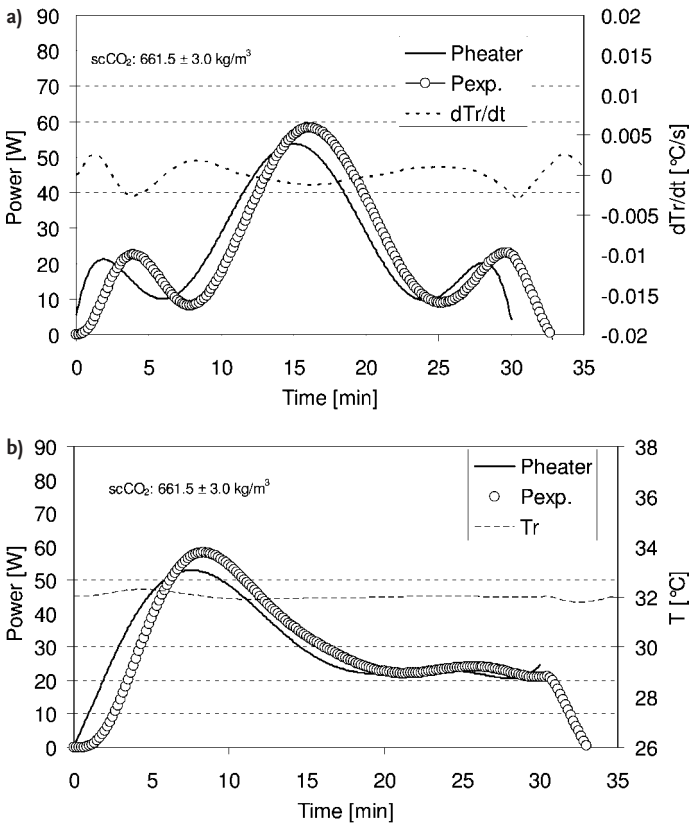 a)
90
80
70
60
50
40
30
20
10
0
Power [W]
scCO₂: 661.5 ± 3.0 kg/m³
Pheater
Pexp.
dTr/dt
0.02
0.015
0.01
0.005
0
-0.005
-0.01
-0.015
-0.02
dTr/dt [°C/s]
0 5 10 15 20 25 30 35
Time [min]
b)
90
80
70
60
50
40
30
20
10
0
Power [W]
scCO₂: 661.5 ± 3.0 kg/m³
Pheater
Pexp.
Tr
38
36
34
32
30
28
26
T [°C]
0 5 10 15 20 25 30 35
Time [min]